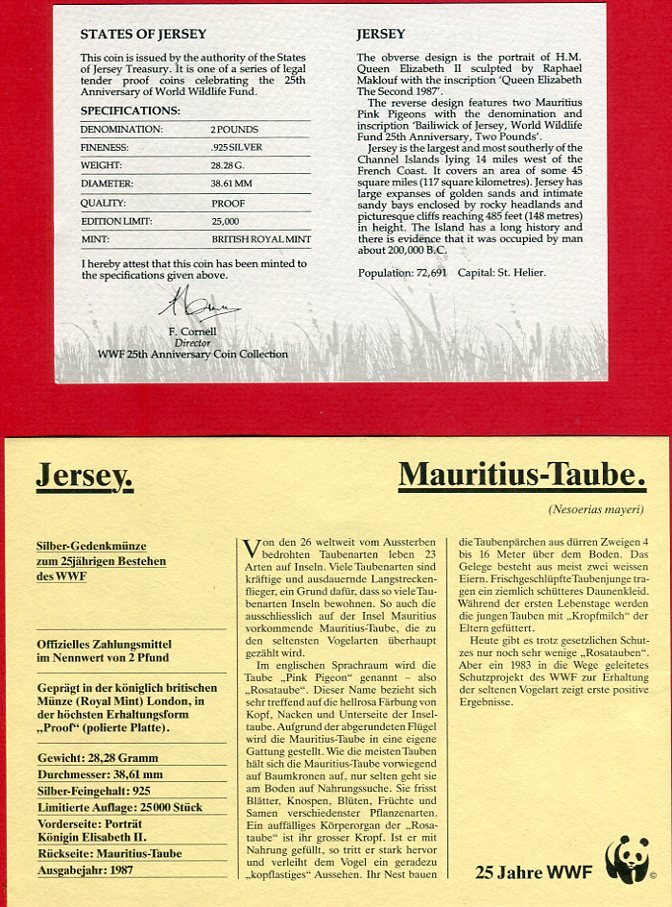 STATES OF JERSEY
This coin is issued by the authority of the States
of Jersey Treasury. It is one of a series of legal
tender proof coins celebrating the 25th
Anniversary of World Wildlife Fund.
SPECIFICATIONS:
DENOMINATION: 2 POUNDS
FINENESS: .925 SILVER
WEIGHT: 28.28 G.
DIAMETER: 38.61 MM
QUALITY: PROOF
EDITION LIMIT: 25,000
MINT: BRITISH ROYAL MINT
I hereby attest that this coin has been minted to
the specifications given above.
F. Cornell
Director
WWF 25th Anniversary Coin Collection
JERSEY
The obverse design is the portrait of H.M.
Queen Elizabeth II sculpted by Raphael
Maklouf with the inscription 'Queen Elizabeth
The Second 1987'.
The reverse design features two Mauritius
Pink Pigeons with the denomination and
inscription 'Bailiwick of Jersey, World Wildlife
Fund 25th Anniversary, Two Pounds'.
Jersey is the largest and most southerly of the
Channel Islands lying 14 miles west of the
French Coast. It covers an area of some 45
square miles (117 square kilometres). Jersey has
large expanses of golden sands and intimate
sandy bays enclosed by rocky headlands and
picturesque cliffs reaching 485 feet (148 metres)
in height. The Island has a long history and
there is evidence that it was occupied by man
about 200,000 B.C.
Population: 72,691 Capital: St. Helier.
Jersey.
Mauritius-Taube.
(Nesoerias mayeri)
Silber-Gedenkmünze
zum 25jährigen Bestehen
des WWF
Offizielles Zahlungsmittel
im Nennwert von 2 Pfund
Geprägt in der königlich britischen
Münze (Royal Mint) London, in
der höchsten Erhaltungsform
„Proof“ (polierte Platte).
Gewicht: 28,28 Gramm
Durchmesser: 38,61 mm
Silber-Feingehalt: 925
Limitierte Auflage: 25000 Stück
Vorderseite: Porträt
Königin Elisabeth II.
Rückseite: Mauritius-Taube
Ausgabejahr: 1987
Von den 26 weltweit vom Aussterben
bedrohten Taubenarten leben 23
Arten auf Inseln. Viele Taubenarten sind
kräftige und ausdauernde Langstrecken-
flieger, ein Grund dafür, dass so viele Tau-
benarten Inseln bewohnen. So auch die
ausschliesslich auf der Insel Mauritius
vorkommende Mauritius-Taube, die zu
den seltensten Vogelarten überhaupt
gezählt wird.
Im englischen Sprachraum wird die
Taube „Pink Pigeon“ genannt – also
„Rosataube“. Dieser Name bezieht sich
sehr treffend auf die hellrosa Färbung von
Kopf, Nacken und Unterseite der Insel-
taube. Aufgrund der abgerundeten Flügel
wird die Mauritius-Taube in eine eigene
Gattung gestellt. Wie die meisten Tauben
hält sich die Mauritius-Taube vorwiegend
auf Baumkronen auf, nur selten geht sie
am Boden auf Nahrungssuche. Sie frisst
Blätter, Knospen, Blüten, Früchte und
Samen verschiedenster Pflanzenarten.
Ein auffälliges Körperorgan der „Rosa-
taube“ ist ihr grosser Kropf. Ist er mit
Nahrung gefüllt, so tritt er stark hervor
und verleiht dem Vogel ein geradezu
„kopflastiges“ Aussehen. Ihr Nest bauen
die Taubenpärchen aus dürren Zweigen 4
bis 16 Meter über dem Boden. Das
Gelege besteht aus meist zwei weissen
Eiern. Frischgeschlüpfte Taubenjunge tra-
gen ein ziemlich schütteres Daunenkleid.
Während der ersten Lebenstage werden
die jungen Tauben mit „Kropfmilch“ der
Eltern gefüttert.
Heute gibt es trotz gesetzlichen Schut-
zes nur noch sehr wenige „Rosatauben“.
Aber ein 1983 in die Wege geleitetes
Schutzprojekt des WWF zur Erhaltung
der seltenen Vogelart zeigt erste positive
Ergebnisse.
25 Jahre WWF
©